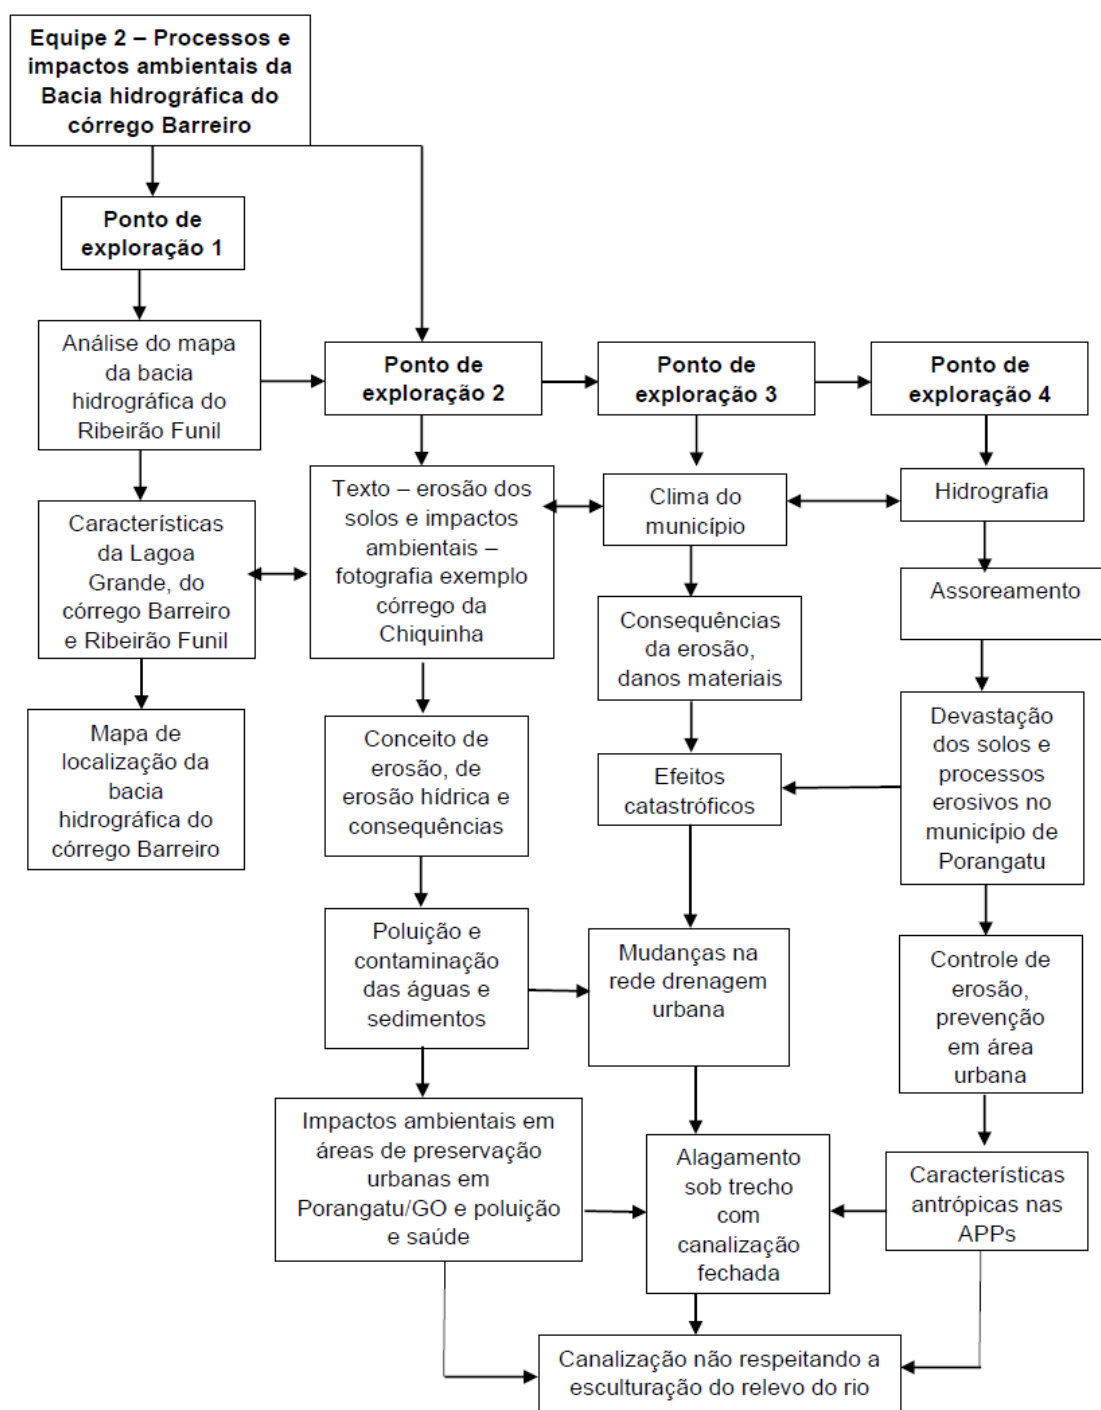 Equipe 2 – Processos e
impactos ambientais da
Bacia hidrográfica do
córrego Barreiro
Ponto de
exploração 1
Análise do mapa
da bacia
hidrográfica do
Ribeirão Funil
Características
da Lagoa
Grande, do
córrego Barreiro
e Ribeirão Funil
Mapa de
localização da
bacia
hidrográfica do
córrego Barreiro
Ponto de
exploração 2
Texto – erosão dos
solos e impactos
ambientais –
fotografia exemplo
córrego da
Chiquinha
Conceito de
erosão, de
erosão hídrica e
consequências
Poluição e
contaminação
das águas e
sedimentos
Impactos ambientais em
áreas de preservação
urbanas em
Porangatu/GO e poluição
e saúde
Ponto de
exploração 3
Clima do
município
Consequências
da erosão,
danos materiais
Efeitos
catastróficos
Mudanças na
rede drenagem
urbana
Alagamento
sob trecho
com
canalização
fechada
Ponto de
exploração 4
Hidrografia
Assoreamento
Devastação
dos solos e
processos
erosivos no
município de
Porangatu
Controle de
erosão,
prevenção
em área
urbana
Características
antrópicas nas
APPs
Canalização não respeitando a
esculturação do relevo do rio